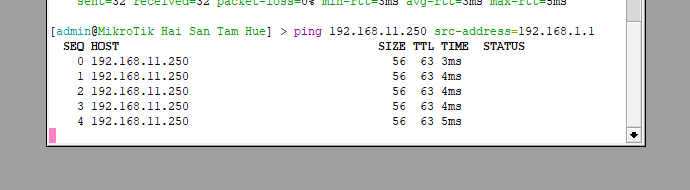 sent=32 received=32 packet-loss=0% min-rtt=3ms avg-rtt=3ms max-rtt=5ms
[admin@MikroTik Hai San Tam Hue] > ping 192.168.11.250 src-address=192.168.1.1
SEQ HOST SIZE TTL TIME STATUS
0 192.168.11.250 56 63 3ms
1 192.168.11.250 56 63 4ms
2 192.168.11.250 56 63 4ms
3 192.168.11.250 56 63 4ms
4 192.168.11.250 56 63 5ms